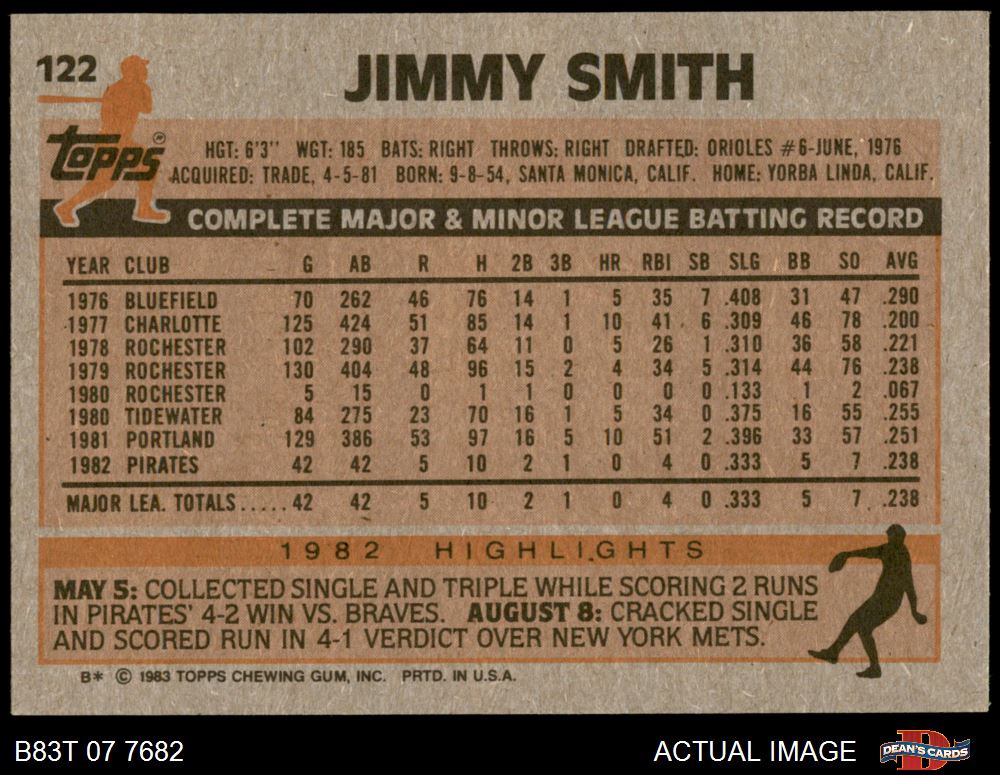 122
JIMMY SMITH
Topps
HGT: 6'3'' WGT: 185 BATS: RIGHT THROWS: RIGHT DRAFTED: ORIOLES #6-JUNE, 1976
ACQUIRED: TRADE, 4-5-81 BORN: 9-8-54, SANTA MONICA, CALIF. HOME: YORBA LINDA, CALIF.
COMPLETE MAJOR & MINOR LEAGUE BATTING RECORD
YEAR CLUB G AB R H 2B 3B HR RBI SB SLG BB SO AVG
1976 BLUEFIELD 70 262 46 76 14 1 5 35 7 .408 31 47 .290
1977 CHARLOTTE 125 424 51 85 14 1 10 41 6 .309 46 78 .200
1978 ROCHESTER 102 290 37 64 11 0 5 26 1 .310 36 58 .221
1979 ROCHESTER 130 404 48 96 15 2 4 34 5 .314 44 76 .238
1980 ROCHESTER 5 15 0 1 1 0 0 0 0 .133 1 2 .067
1980 TIDEWATER 84 275 23 70 16 1 5 34 0 .375 16 55 .255
1981 PORTLAND 129 386 53 97 16 5 10 51 2 .396 33 57 .251
1982 PIRATES 42 42 5 10 2 1 0 4 0 .333 5 7 .238
MAJOR LEA. TOTALS.....42 42 5 10 2 1 0 4 0 .333 5 7 .238
1982 HIGHLIGHTS
MAY 5: COLLECTED SINGLE AND TRIPLE WHILE SCORING 2 RUNS
IN PIRATES' 4-2 WIN VS. BRAVES. AUGUST 8: CRACKED SINGLE
AND SCORED RUN IN 4-1 VERDICT OVER NEW YORK METS.
B* © 1983 TOPPS CHEWING GUM, INC. PRTD. IN U.S.A.
B83T 07 7682 ACTUAL IMAGE DEAN'S CARDS